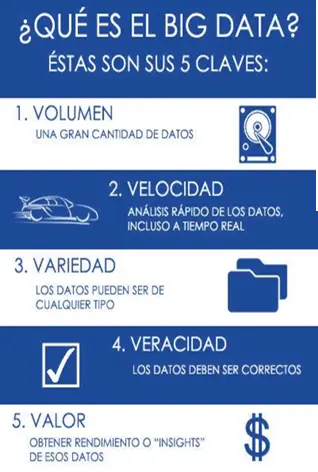 ¿QUÉ ES EL BIG DATA?
ÉSTAS SON SUS 5 CLAVES:
1. VOLUMEN
UNA GRAN CANTIDAD DE DATOS
2. VELOCIDAD
ANÁLISIS RÁPIDO DE LOS DATOS,
INCLUSO A TIEMPO REAL
3. VARIEDAD
LOS DATOS PUEDEN SER DE
CUALQUIER TIPO
4. VERACIDAD
LOS DATOS DEBEN SER CORRECTOS
5. VALOR
OBTENER RENDIMIENTO O “INSIGHTS”
DE ESOS DATOS
$